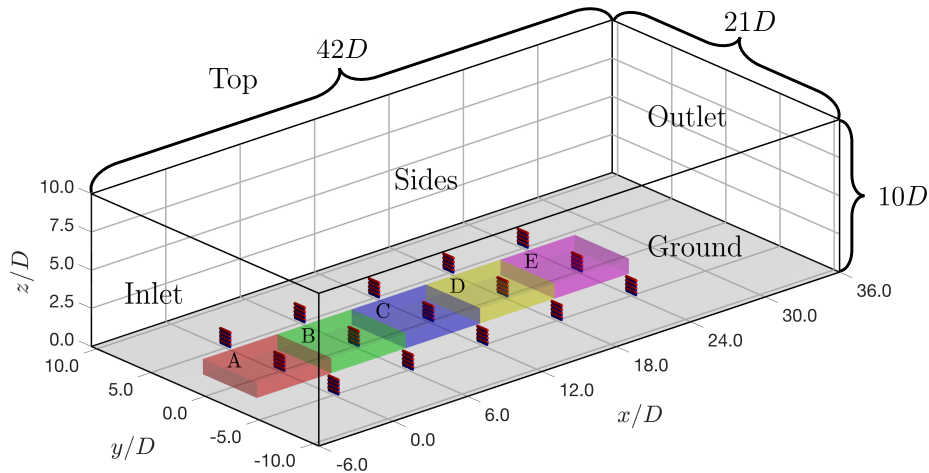 42D
21D
Top
Outlet
Sides
10D
Ground
Inlet
A
B
C
D
E
z/D
10.0
7.5
5.0
2.5
0.0
y/D
10.0
5.0
0.0
-5.0
-10.0
x/D
-6.0
0.0
6.0
12.0
18.0
24.0
30.0
36.0